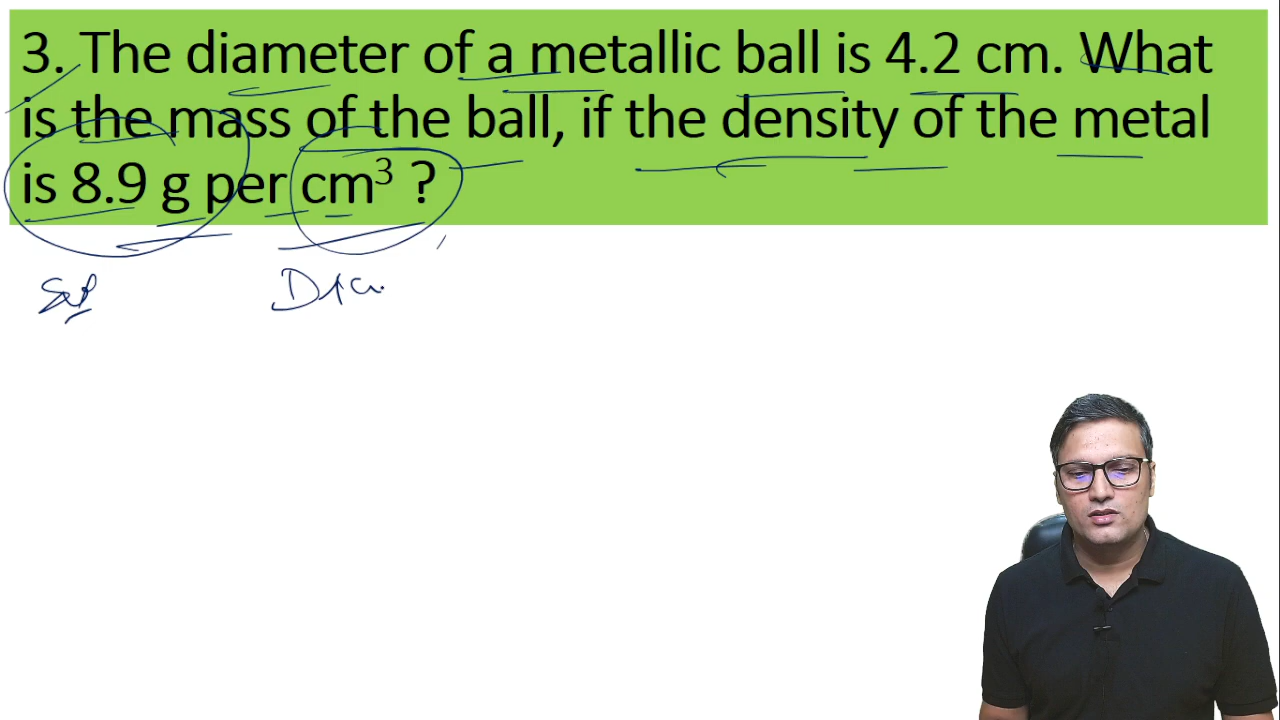 3. The diameter of a metallic ball is 4.2 cm. What
is the mass of the ball, if the density of the metal
is 8.9 g per cm³ ?